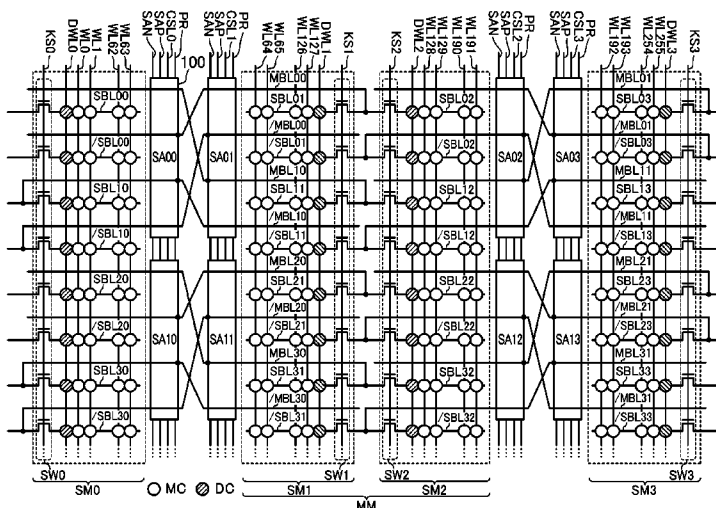 KS0 DWL0 WL0 WL1 WL62 WL63 SAN SAP CSL0 PR SAN SAP CSL1 PR WL64 WL65 WL126 WL127 DWL1 KS1 KS2 DWL2 WL128 WL129 WL190 WL191 SAN SAP CSL2 PR SAN SAP CSL3 PR WL192 WL193 WL254 WL255 DWL3 KS3
100
MBL00 MBL01
SBL00 SBL01 SBL02 SBL03
/MBL00 /MBL01
/SBL00 SA00 SA01 /SBL01 /SBL02 SA02 SA03 /SBL03
MBL10 MBL11
SBL10 SBL11 SBL12 SBL13
/MBL10 /MBL11
/SBL10 /SBL11 /SBL12 /SBL13
MBL20 MBL21
SBL20 SBL21 SBL22 SBL23
/MBL20 /MBL21
/SBL20 SA10 SA11 /SBL21 /SBL22 SA12 SA13 /SBL23
MBL30 MBL31
SBL30 SBL31 SBL32 SBL33
/MBL30 /MBL31
/SBL30 /SBL31 /SBL32 /SBL33
SW0 SW1 SW2 SW3
SM0 MC DC SM1 SM2 SM3
MM